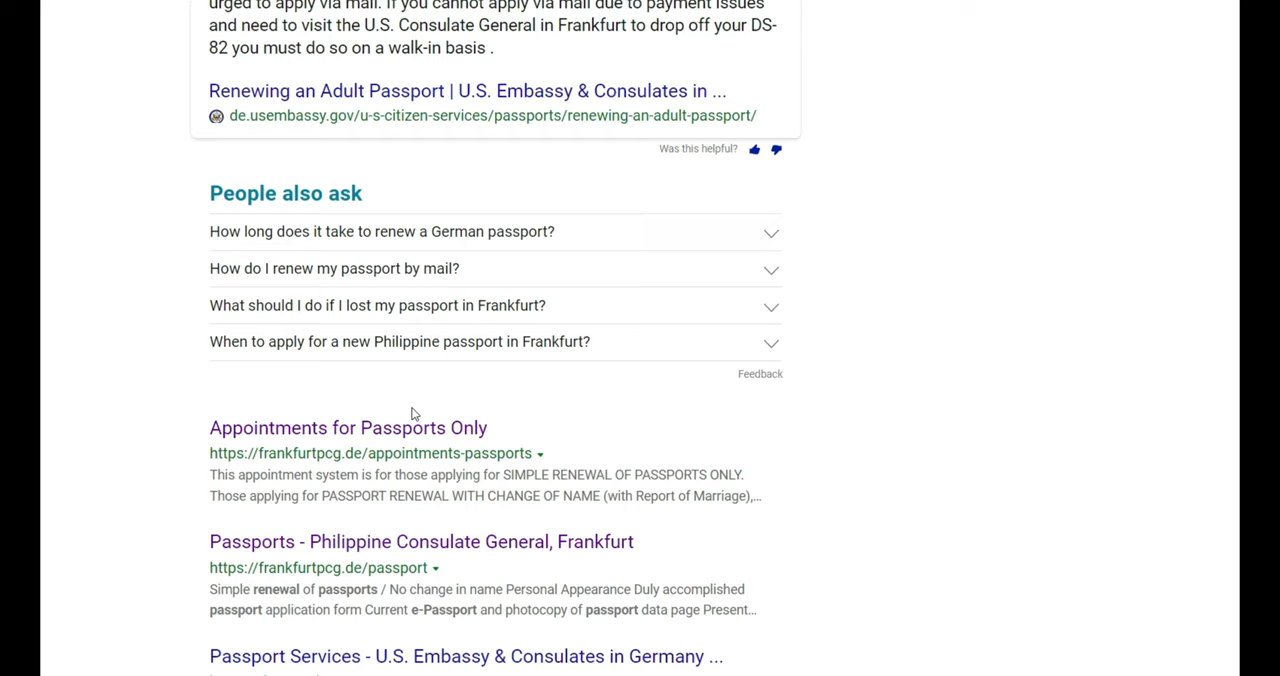 urged to apply via mail. If you cannot apply via mail due to payment issues
and need to visit the U.S. Consulate General in Frankfurt to drop off your DS-
82 you must do so on a walk-in basis .
Renewing an Adult Passport | U.S. Embassy & Consulates in ...
de.usembassy.gov/u-s-citizen-services/passports/renewing-an-adult-passport/
Was this helpful?
People also ask
How long does it take to renew a German passport?
How do I renew my passport by mail?
What should I do if I lost my passport in Frankfurt?
When to apply for a new Philippine passport in Frankfurt?
Feedback
Appointments for Passports Only
https://frankfurtpcg.de/appointments-passports
This appointment system is for those applying for SIMPLE RENEWAL OF PASSPORTS ONLY.
Those applying for PASSPORT RENEWAL WITH CHANGE OF NAME (with Report of Marriage),...
Passports - Philippine Consulate General, Frankfurt
https://frankfurtpcg.de/passport
Simple renewal of passports / No change in name Personal Appearance Duly accomplished
passport application form Current e-Passport and photocopy of passport data page Present...
Passport Services - U.S. Embassy & Consulates in Germany ...